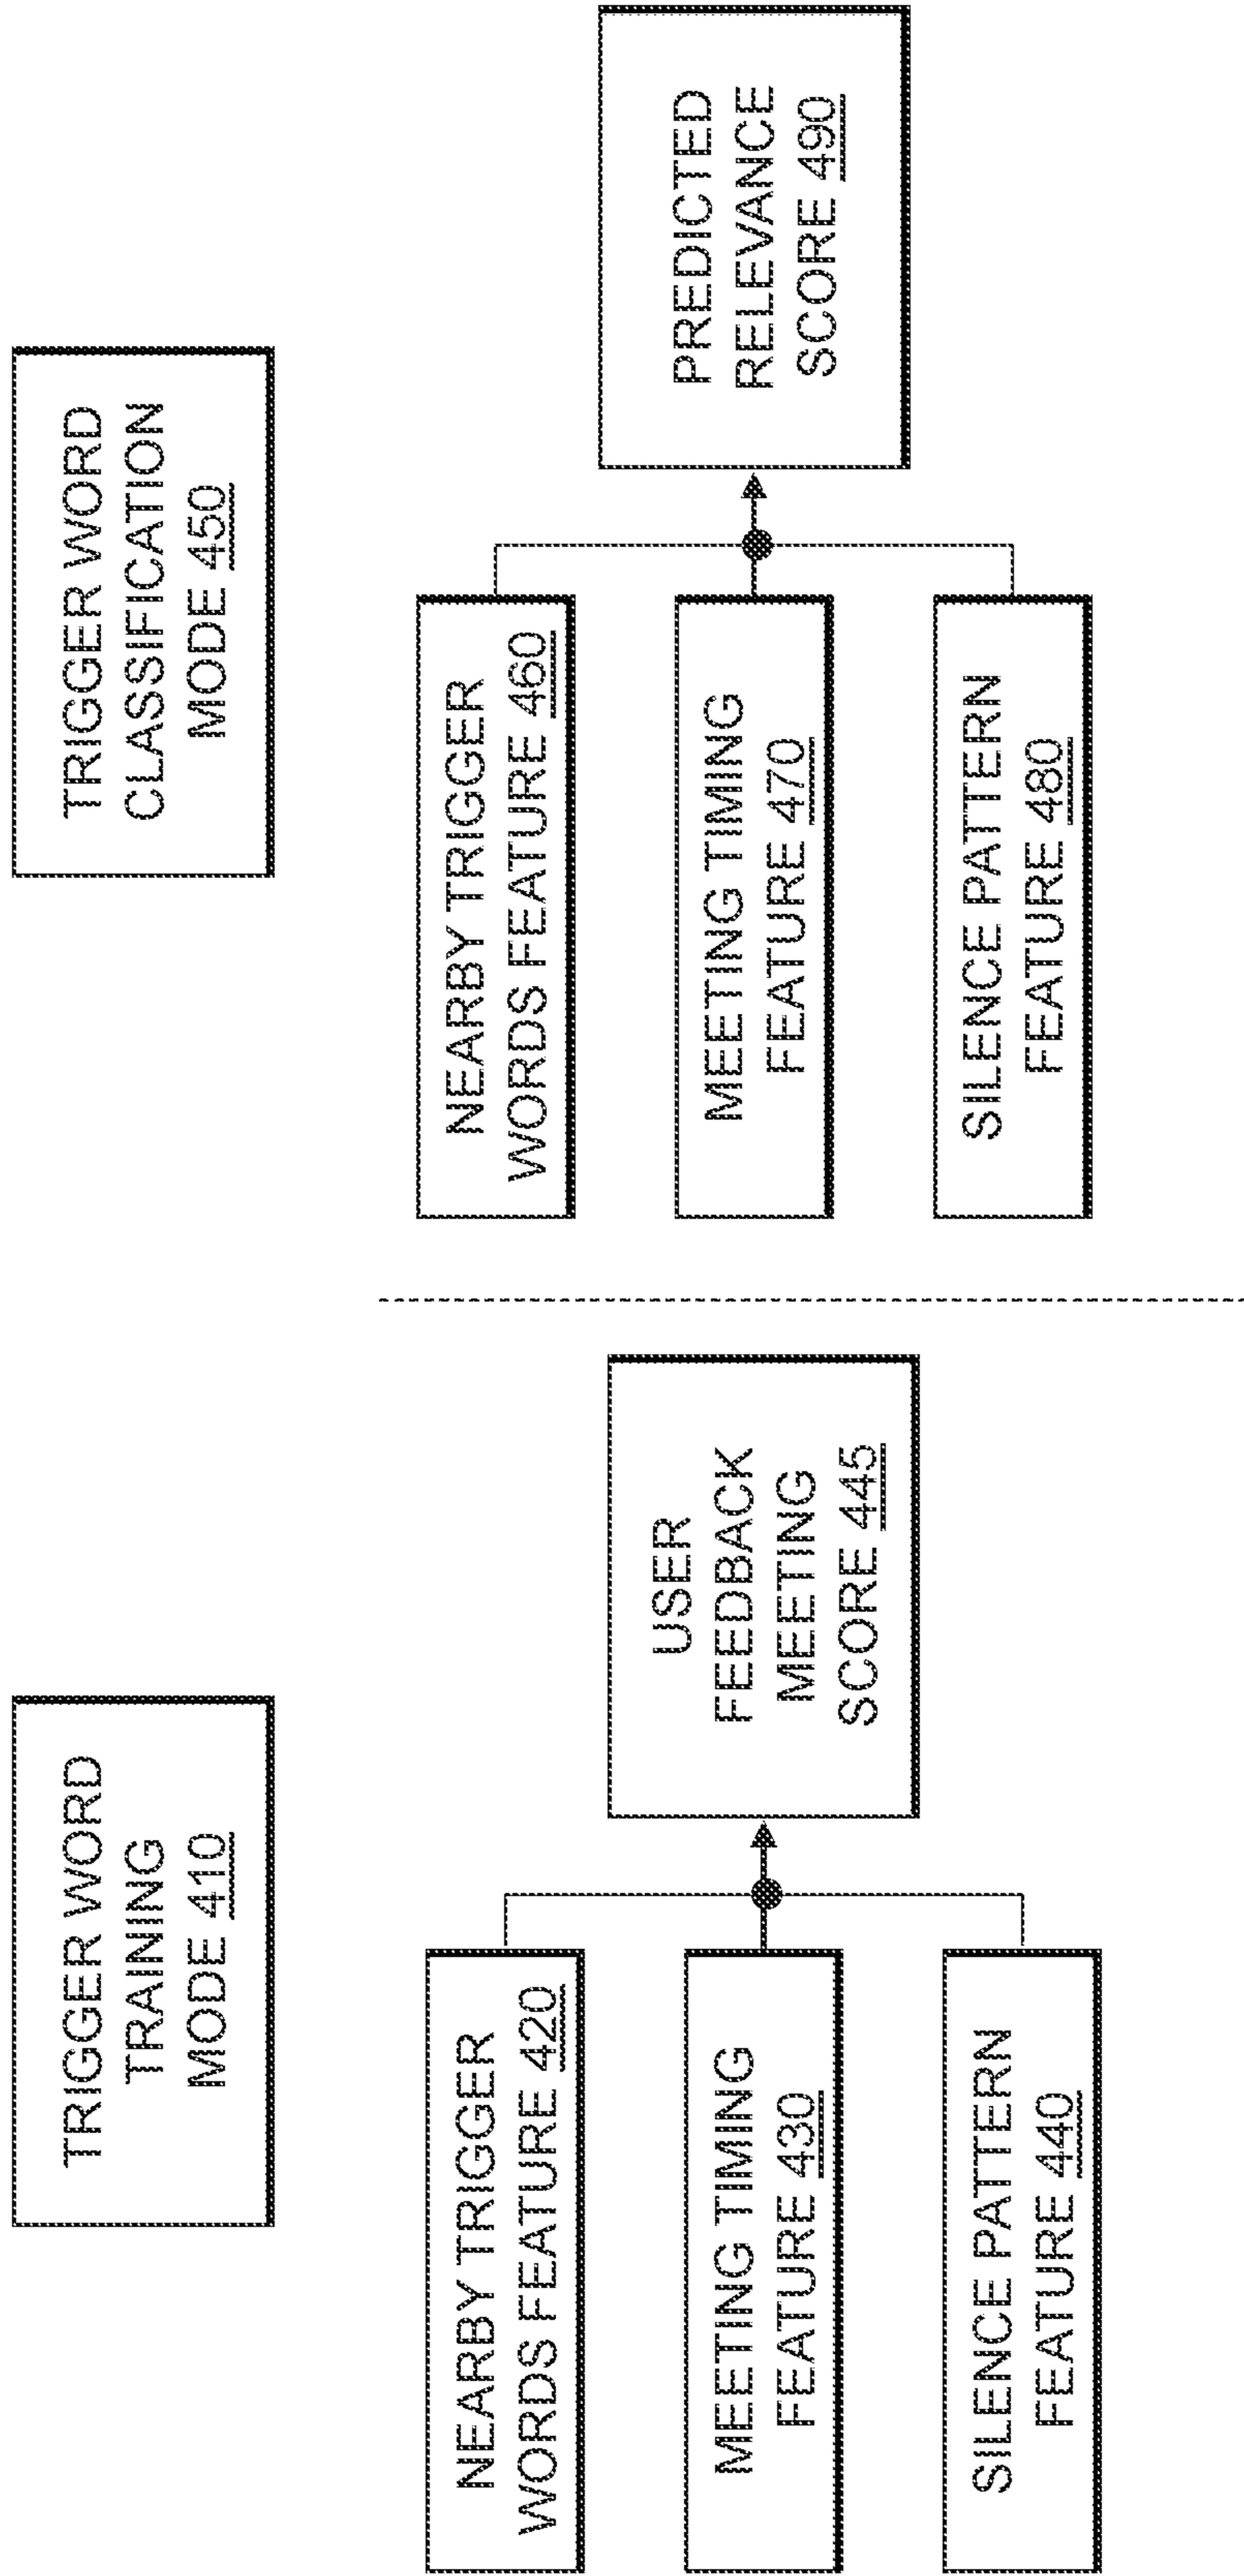 TRIGGER WORD
TRAINING
MODE 410
NEARBY TRIGGER
WORDS FEATURE 420
MEETING TIMING
FEATURE 430
SILENCE PATTERN
FEATURE 440
USER
FEEDBACK
MEETING
SCORE 445
TRIGGER WORD
CLASSIFICATION
MODE 450
NEARBY TRIGGER
WORDS FEATURE 460
MEETING TIMING
FEATURE 470
SILENCE PATTERN
FEATURE 480
PREDICTED
RELEVANCE
SCORE 490